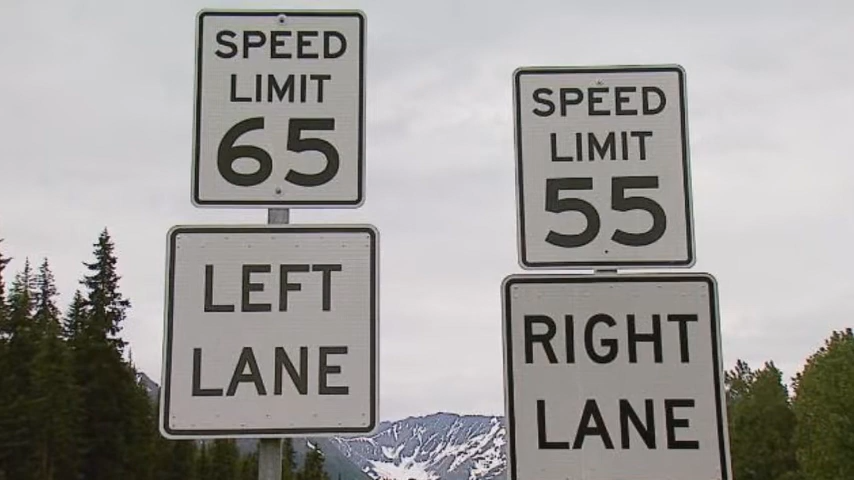 SPEED
LIMIT
65
LEFT
LANE
SPEED
LIMIT
55
RIGHT
LANE